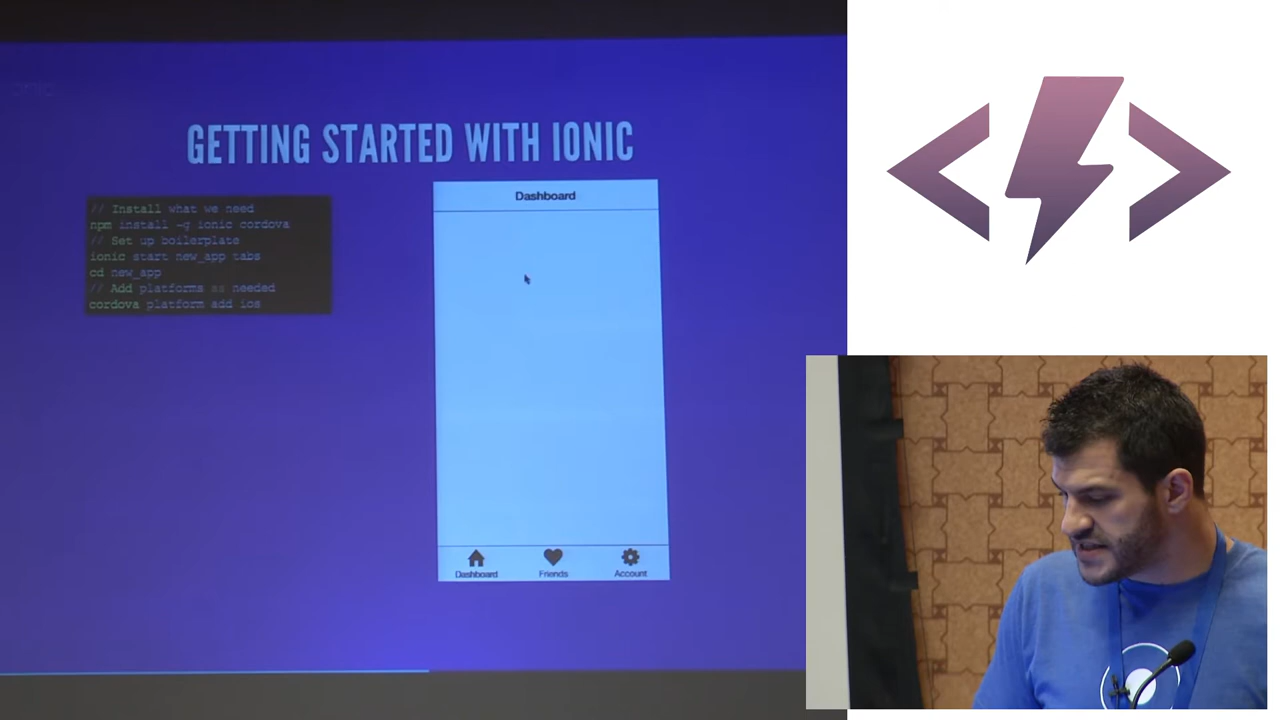 GETTING STARTED WITH IONIC
// Install what we need
npm install -g ionic cordova
// Set up boilerplate
ionic start new_app tabs
cd new_app
// Add platforms as needed
cordova platform add ios
Dashboard
Dashboard
Friends
Account